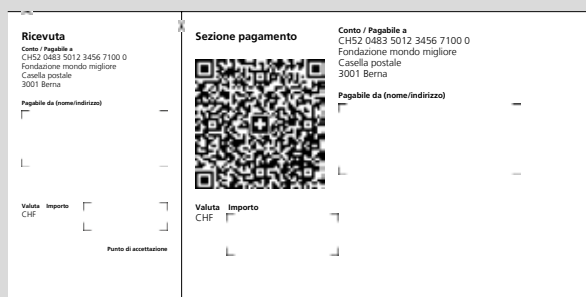 Ricevuta
Conto / Pagabile a
CH52 0483 5012 3456 7100 0
Fondazione mondo migliore
Casella postale
3001 Berna
Pagabile da (nome/indirizzo)
Valuta Importo
CHF
Punto di accettazione
Sezione pagamento
Valuta Importo
CHF
Conto / Pagabile a
CH52 0483 5012 3456 7100 0
Fondazione mondo migliore
Casella postale
3001 Berna
Pagabile da (nome/indirizzo)